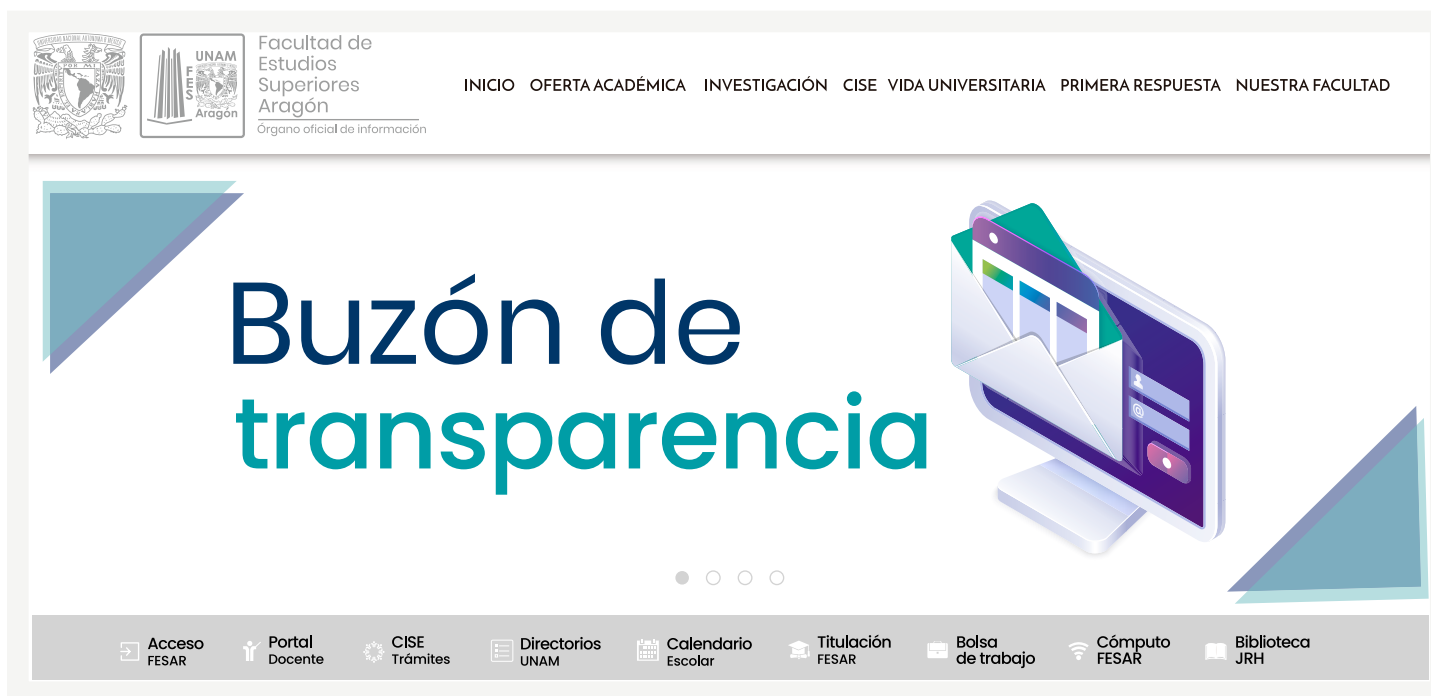 UNAM
FES
Aragón
Facultad de
Estudios
Superiores
Aragón
Órgano oficial de información
INICIO OFERTA ACADÉMICA INVESTIGACIÓN CISE VIDA UNIVERSITARIA PRIMERA RESPUESTA NUESTRA FACULTAD
Buzón de
transparencia
@
Acceso
FESAR
Portal
Docente
CISE
Trámites
Directorios
UNAM
Calendario
Escolar
Titulación
FESAR
Bolsa
de trabajo
Cómputo
FESAR
Biblioteca
JRH